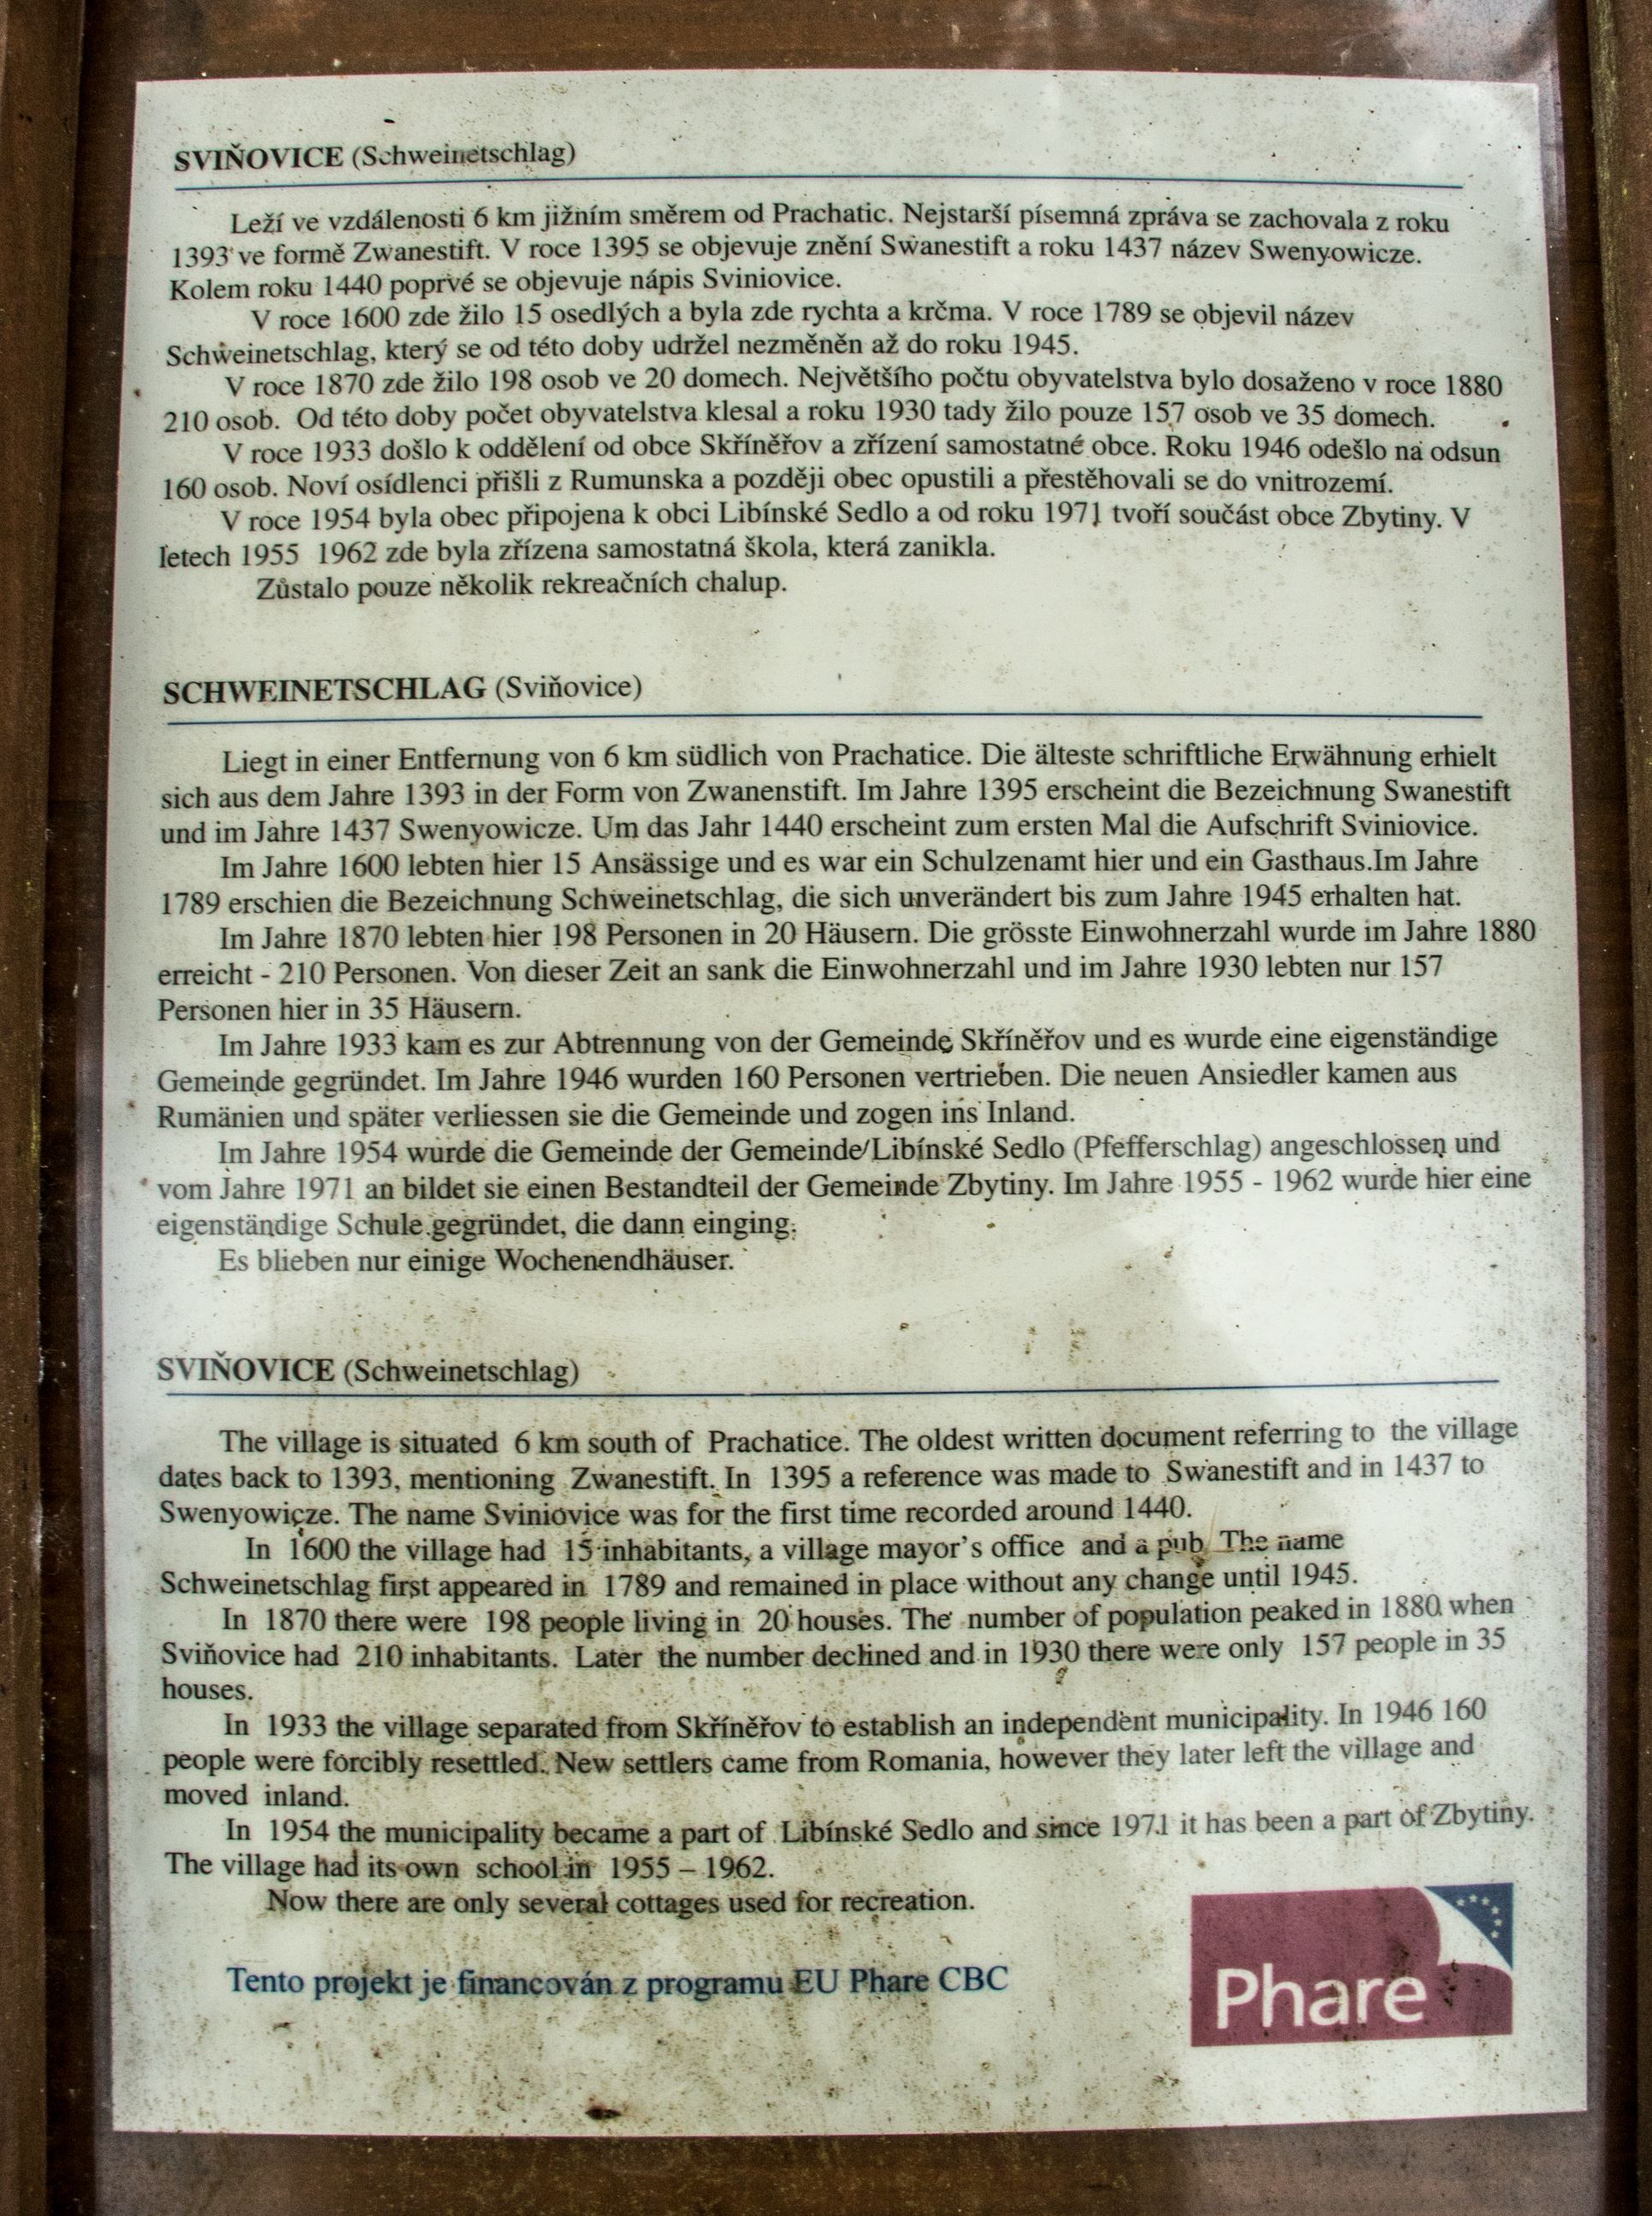 SVIŇOVICE (Schweinetschlag)
Leží ve vzdálenosti 6 km jižním směrem od Prachatic. Nejstarší písemná zpráva se zachovala z roku
1393 ve formě Zwanestift. V roce 1395 se objevuje znění Swanestift a roku 1437 název Swenyowicze.
Kolem roku 1440 poprvé se objevuje nápis Sviniovice.
V roce 1600 zde žilo 15 osedlých a byla zde rychta a krčma. V roce 1789 se objevil název
Schweinetschlag, který se od této doby udržel nezměněn až do roku 1945.
V roce 1870 zde žilo 198 osob ve 20 domech. Největšího počtu obyvatelstva bylo dosaženo v roce 1880
210 osob. Od této doby počet obyvatelstva klesal a roku 1930 tady žilo pouze 157 osob ve 35 domech.
V roce 1933 došlo k oddělení od obce Skříněřov a zřízení samostatné obce. Roku 1946 odešlo na odsun
160 osob. Noví osídlenci přišli z Rumunska a později obec opustili a přestěhovali se do vnitrozemí.
V roce 1954 byla obec připojena k obci Libínské Sedlo a od roku 1971 tvoří součást obce Zbytiny. V
letech 1955 1962 zde byla zřízena samostatná škola, která zanikla.
Zůstalo pouze několik rekreačních chalup.
SCHWEINETSCHLAG (Sviňovice)
Liegt in einer Entfernung von 6 km südlich von Prachatice. Die älteste schriftliche Erwähnung erhielt
sich aus dem Jahre 1393 in der Form von Zwanenstift. Im Jahre 1395 erscheint die Bezeichnung Swanestift
und im Jahre 1437 Swenyowicze. Um das Jahr 1440 erscheint zum ersten Mal die Aufschrift Sviniovice.
Im Jahre 1600 lebten hier 15 Ansässige und es war ein Schulzenamt hier und ein Gasthaus.Im Jahre
1789 erschien die Bezeichnung Schweinetschlag, die sich unverändert bis zum Jahre 1945 erhalten hat.
Im Jahre 1870 lebten hier 198 Personen in 20 Häusern. Die grösste Einwohnerzahl wurde im Jahre 1880
erreicht - 210 Personen. Von dieser Zeit an sank die Einwohnerzahl und im Jahre 1930 lebten nur 157
Personen hier in 35 Häusern.
Im Jahre 1933 kam es zur Abtrennung von der Gemeinde Skříněřov und es wurde eine eigenständige
Gemeinde gegründet. Im Jahre 1946 wurden 160 Personen vertrieben. Die neuen Ansiedler kamen aus
Rumänien und später verliessen sie die Gemeinde und zogen ins Inland.
Im Jahre 1954 wurde die Gemeinde der Gemeinde/Libínské Sedlo (Pfefferschlag) angeschlossen und
vom Jahre 1971 an bildet sie einen Bestandteil der Gemeinde Zbytiny. Im Jahre 1955 - 1962 wurde hier eine
eigenständige Schule gegründet, die dann einging.
Es blieben nur einige Wochenendhäuser.
SVIŇOVICE (Schweinetschlag)
The village is situated 6 km south of Prachatice. The oldest written document referring to the village
dates back to 1393, mentioning Zwanestift. In 1395 a reference was made to Swanestift and in 1437 to
Swenyowicze. The name Sviniovice was for the first time recorded around 1440.
In 1600 the village had 15 inhabitants, a village mayor's office and a pub. The name
Schweinetschlag first appeared in 1789 and remained in place without any change until 1945.
In 1870 there were 198 people living in 20 houses. The number of population peaked in 1880 when
Sviňovice had 210 inhabitants. Later the number declined and in 1930 there were only 157 people in 35
houses.
In 1933 the village separated from Skříněřov to establish an independent municipality. In 1946 160
people were forcibly resettled. New settlers came from Romania, however they later left the village and
moved inland.
In 1954 the municipality became a part of Libínské Sedlo and since 1971 it has been a part of Zbytiny.
The village had its own school in 1955 – 1962.
Now there are only several cottages used for recreation.
Tento projekt je financován z programu EU Phare CBC
Phare